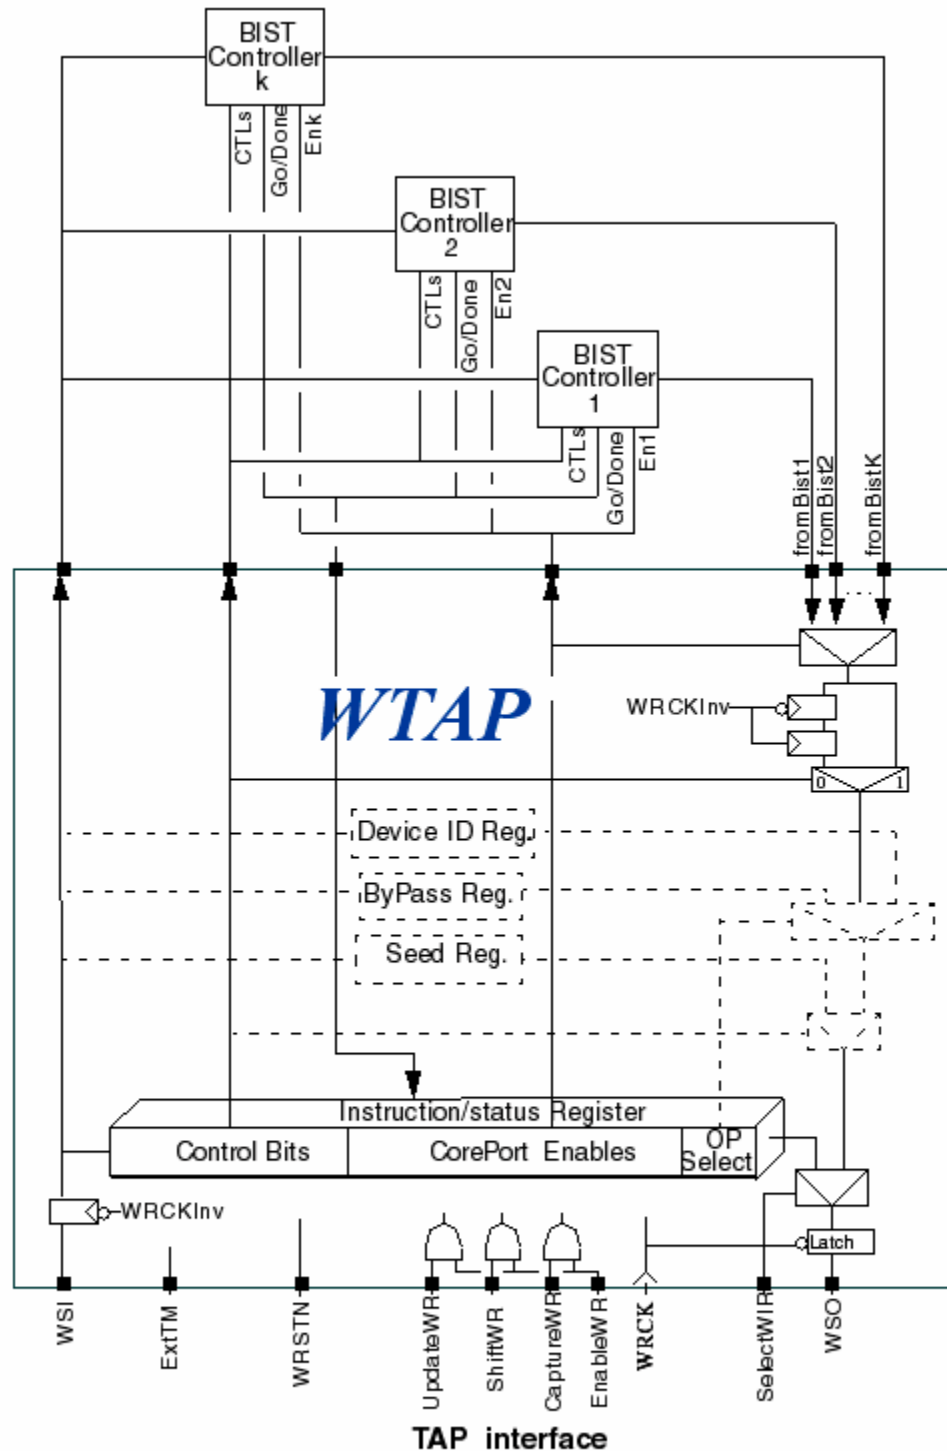 BIST
Controller
k
CTLs
Go/Done
Enk
BIST
Controller
2
CTLs
Go/Done
En2
BIST
Controller
1
CTLs
Go/Done
En1
fromBist1
fromBist2
fromBistK
WTAP
WRCKInv
0 1
Device ID Reg.
ByPass Reg.
Seed Reg.
Instruction/status Register
Control Bits
CorePort Enables
OP
Select
WRCKInv
Latch
WSI
ExtTM
WRSTN
UpdateWR
ShiftWR
CaptureWR
EnableWR
WRCK
SelectWIR
WSO
TAP interface